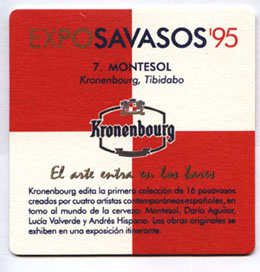 EXPOSAVASOS'95
7. MONTESOL
Kronenbourg, Tibidabo
Kronenbourg
El arte entra en los bares
Kronenbourg edita la primera colección de 16 posavasos
creados por cuatro artistas contemporáneos españoles, en
torno al mundo de la cerveza: Montesol, Darío Aguilar,
Lucía Valverde y Andrés Hispano. Las obras originales se
exhiben en una exposición itinerante.